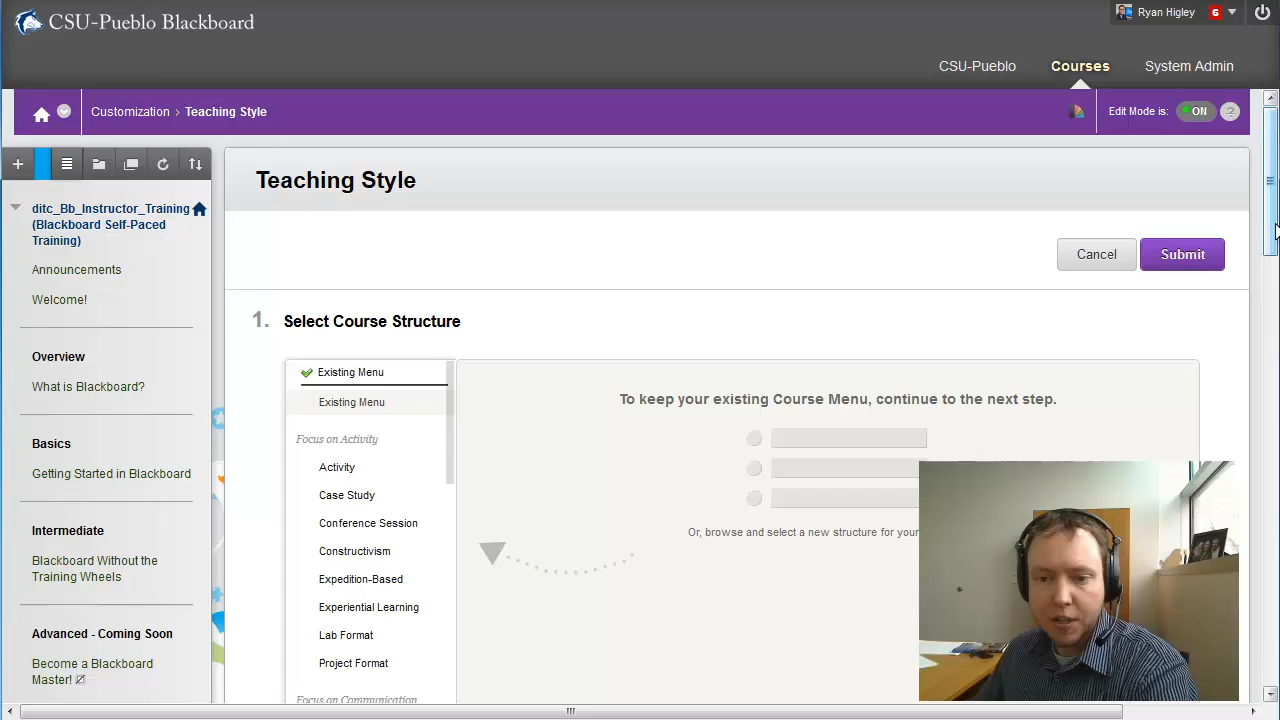 CSU-Pueblo Blackboard
Ryan Higley
6
CSU-Pueblo
Courses
System Admin
Customization > Teaching Style
Edit Mode is:
ON
?
ditc_Bb_Instructor_Training
(Blackboard Self-Paced
Training)
Announcements
Welcome!
Overview
What is Blackboard?
Basics
Getting Started in Blackboard
Intermediate
Blackboard Without the
Training Wheels
Advanced - Coming Soon
Become a Blackboard
Master!
Teaching Style
Cancel
Submit
1. Select Course Structure
Existing Menu
Existing Menu
Focus on Activity
Activity
Case Study
Conference Session
Constructivism
Expedition-Based
Experiential Learning
Lab Format
Project Format
Focus on Communication
To keep your existing Course Menu, continue to the next step.
Or, browse and select a new structure for your